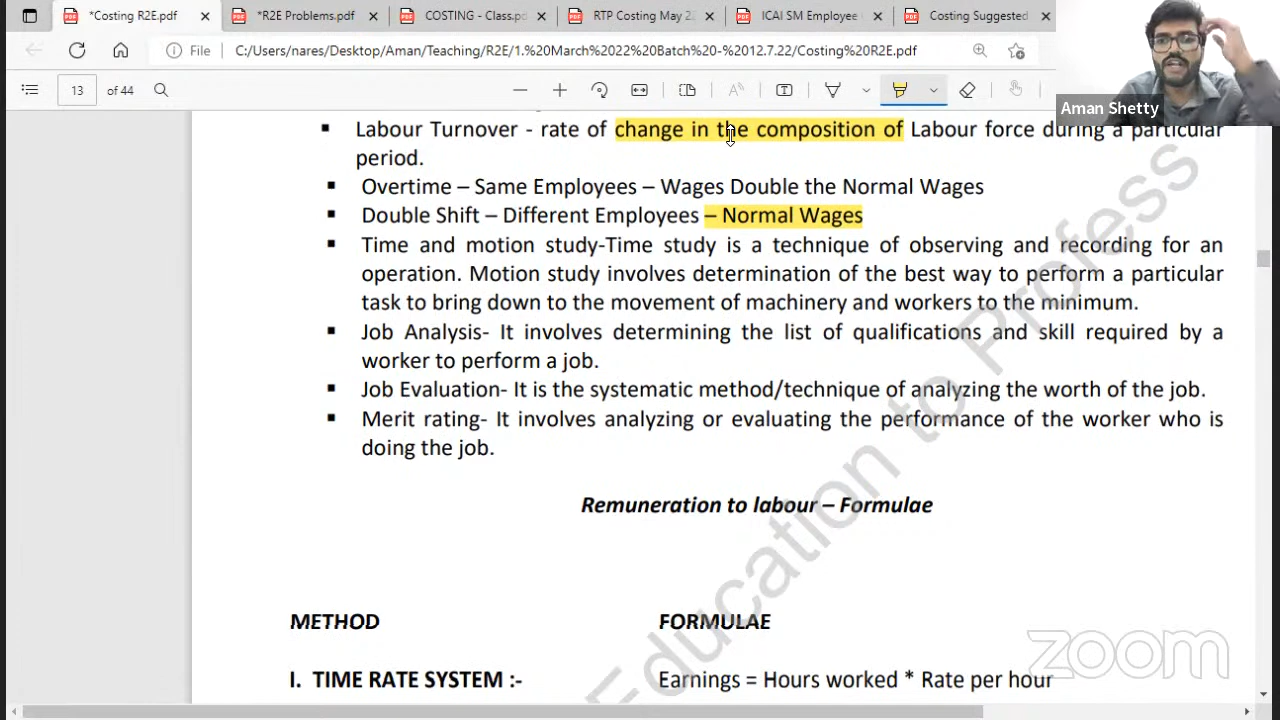 *Costing R2E.pdf
*R2E Problems.pdf
COSTING - Class.pd
RTP Costing May 2
ICAI SM Employee
Costing Suggested
File C:/Users/nares/Desktop/Aman/Teaching/R2E/1.%20March%2022%20Batch%20-%2012.7.22/Costing%20R2E.pdf
13 of 44
Aman Shetty
▪ Labour Turnover - rate of change in the composition of Labour force during a particular
period.
▪ Overtime – Same Employees – Wages Double the Normal Wages
▪ Double Shift – Different Employees – Normal Wages
▪ Time and motion study-Time study is a technique of observing and recording for an
operation. Motion study involves determination of the best way to perform a particular
task to bring down to the movement of machinery and workers to the minimum.
▪ Job Analysis- It involves determining the list of qualifications and skill required by a
worker to perform a job.
▪ Job Evaluation- It is the systematic method/technique of analyzing the worth of the job.
▪ Merit rating- It involves analyzing or evaluating the performance of the worker who is
doing the job.
Remuneration to labour – Formulae
METHOD FORMULAE
I. TIME RATE SYSTEM :- Earnings = Hours worked * Rate per hour
Education to Profess
zoom